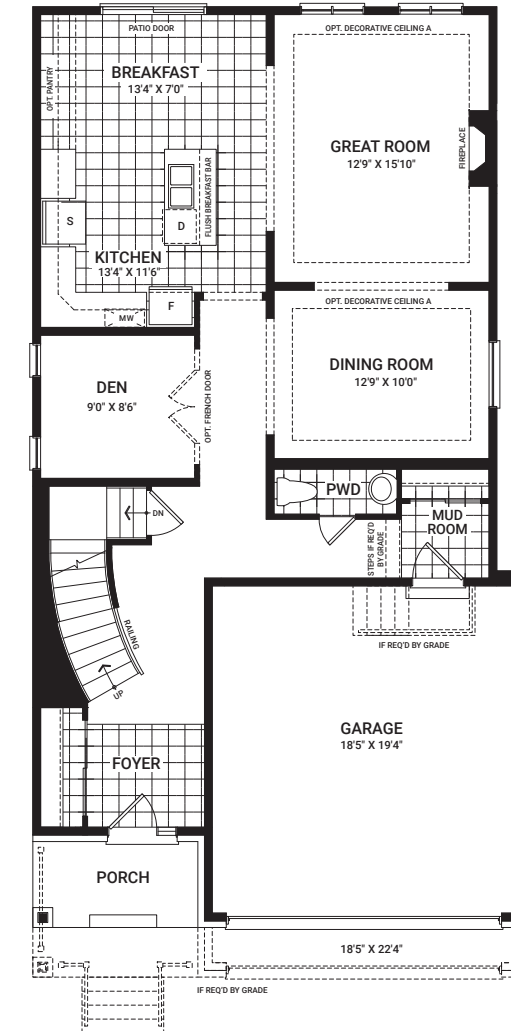 PATIO DOOR
OPT. DECORATIVE CEILING A
OPT. PANTRY
BREAKFAST
13'4" X 7'0"
GREAT ROOM
12'9" X 15'10"
FIREPLACE
FLUSH BREAKFAST BAR
S
D
KITCHEN
13'4" X 11'6"
F
MW
OPT. DECORATIVE CEILING A
DINING ROOM
12'9" X 10'0"
DEN
9'0" X 8'6"
OPT. FRENCH DOOR
PWD
DN
MUD
ROOM
STEPS IF REQ'D
BY GRADE
RAILING
UP
IF REQ'D BY GRADE
GARAGE
18'5" X 19'4"
FOYER
PORCH
18'5" X 22'4"
IF REQ'D BY GRADE